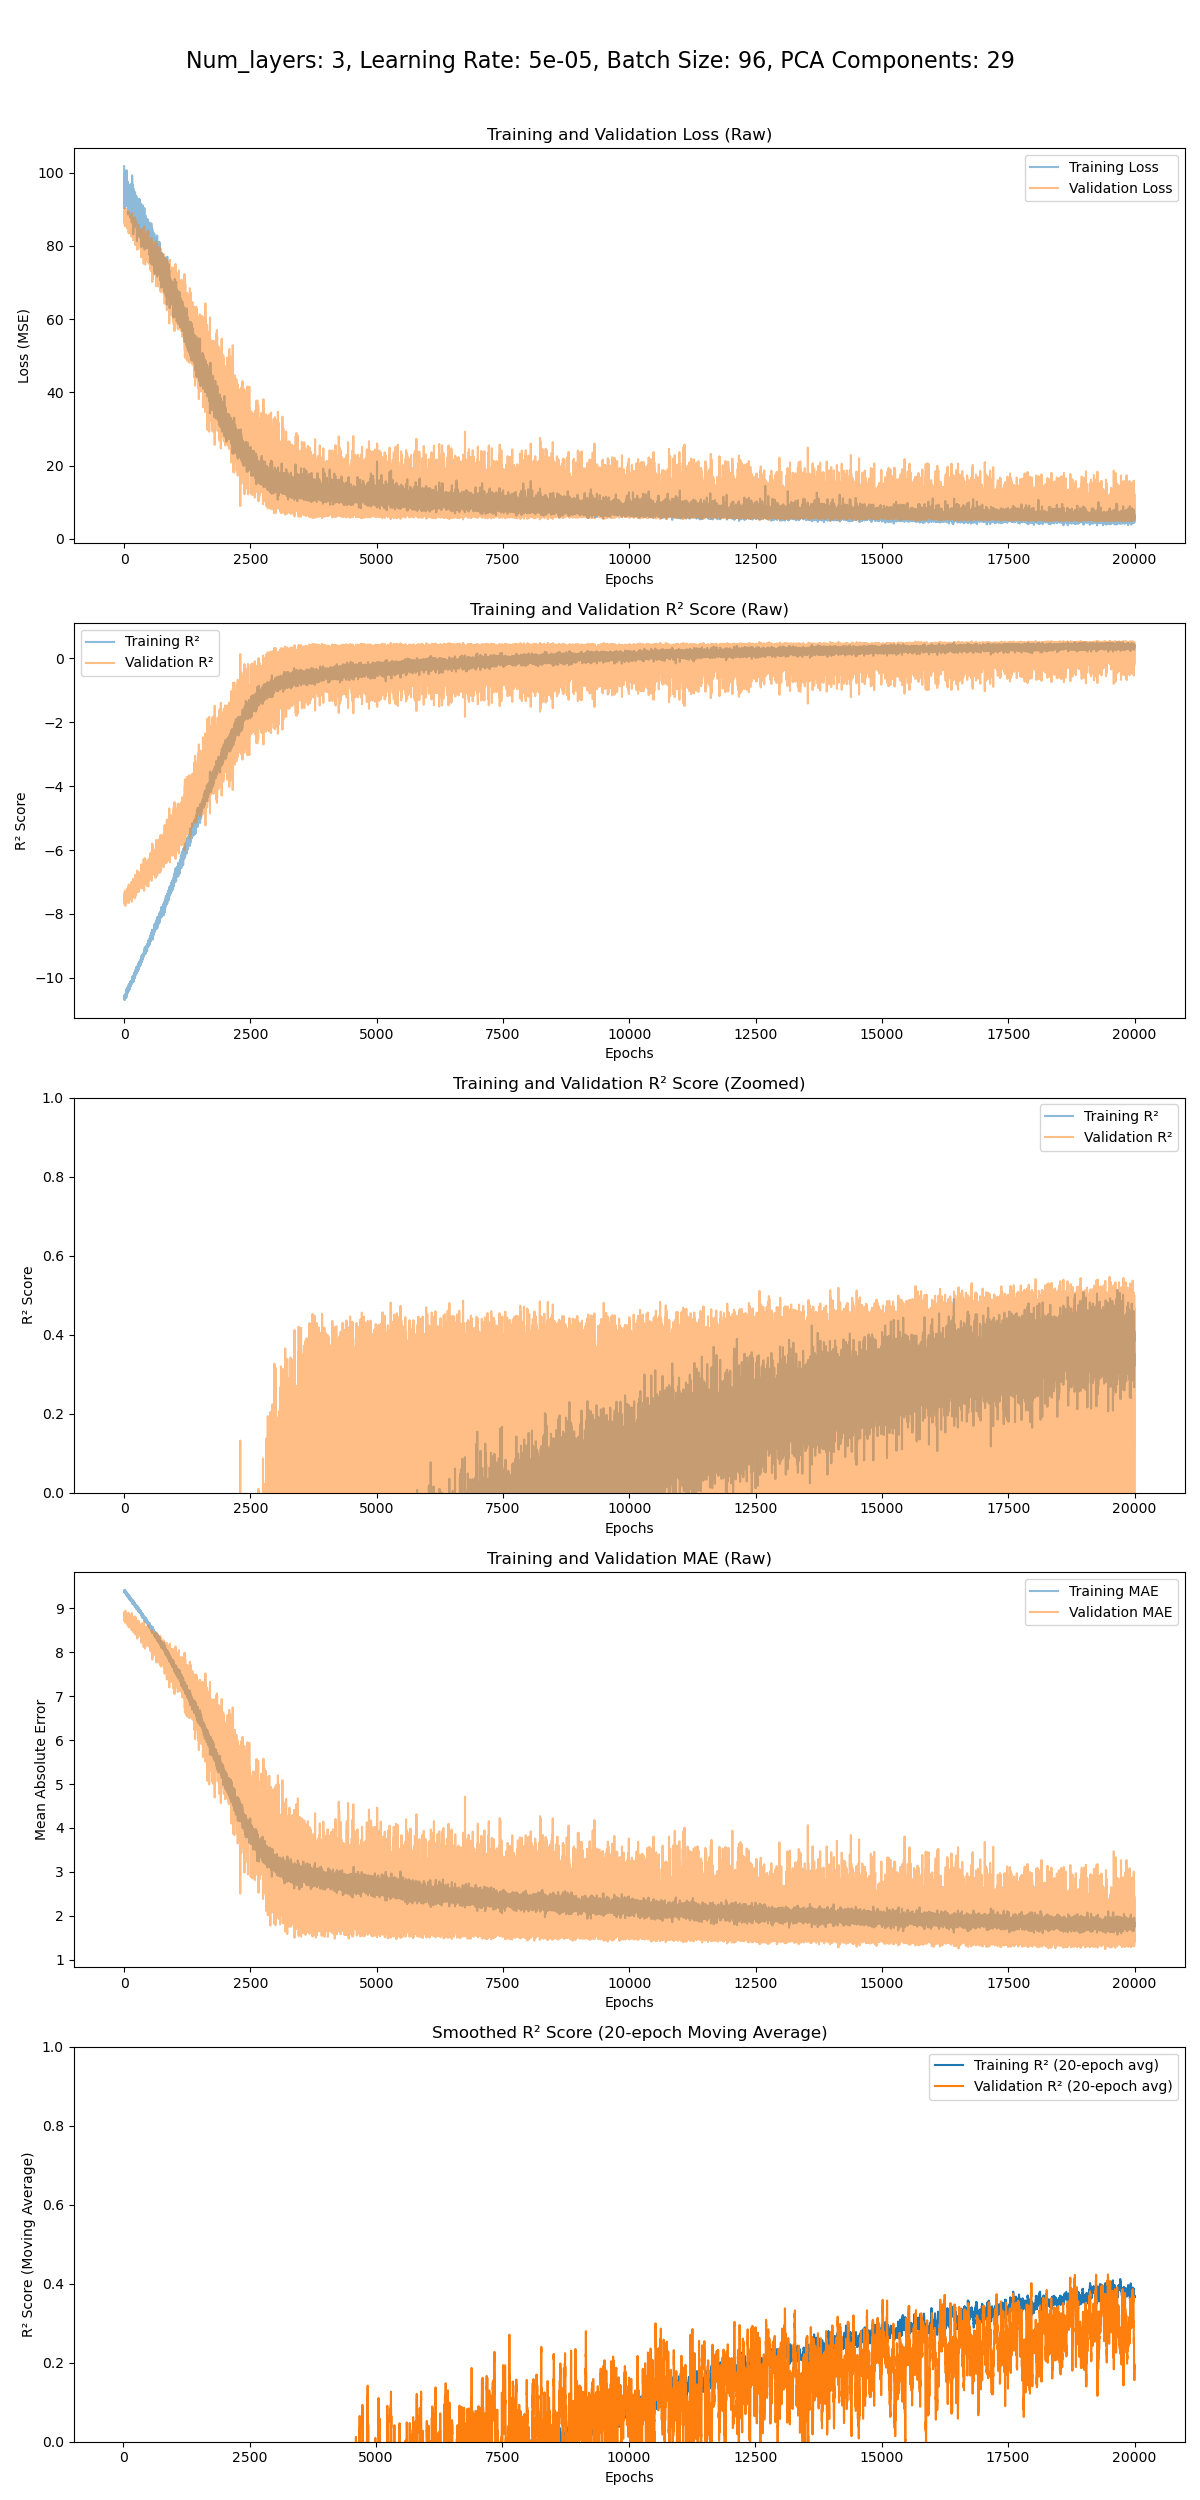 Num_layers: 3, Learning Rate: 5e-05, Batch Size: 96, PCA Components: 29
Training and Validation Loss (Raw)
Loss (MSE)
100
80
60
40
20
0
Training Loss
Validation Loss
0 2500 5000 7500 10000 12500 15000 17500 20000
Epochs
Training and Validation R² Score (Raw)
R² Score
0
−2
−4
−6
−8
−10
Training R²
Validation R²
0 2500 5000 7500 10000 12500 15000 17500 20000
Epochs
Training and Validation R² Score (Zoomed)
R² Score
1.0
0.8
0.6
0.4
0.2
0.0
Training R²
Validation R²
0 2500 5000 7500 10000 12500 15000 17500 20000
Epochs
Training and Validation MAE (Raw)
Mean Absolute Error
9
8
7
6
5
4
3
2
1
Training MAE
Validation MAE
0 2500 5000 7500 10000 12500 15000 17500 20000
Epochs
Smoothed R² Score (20-epoch Moving Average)
R² Score (Moving Average)
1.0
0.8
0.6
0.4
0.2
0.0
Training R² (20-epoch avg)
Validation R² (20-epoch avg)
0 2500 5000 7500 10000 12500 15000 17500 20000
Epochs